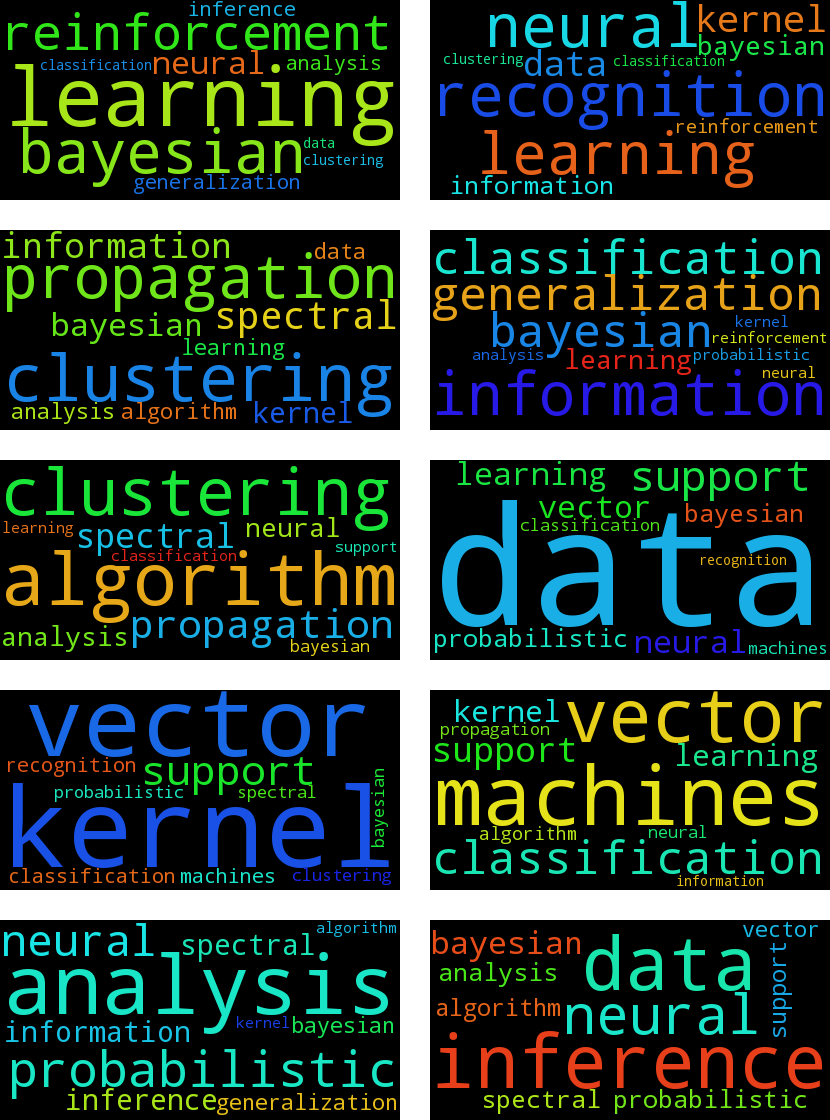 inference
reinforcement
classification neural analysis
learning
bayesian data
clustering
generalization
neural kernel
bayesian
clustering data classification
recognition
reinforcement
learning
information
information data
propagation
bayesian spectral
learning
clustering
analysis algorithm kernel
classification
generalization
bayesian kernel
reinforcement
analysis learning probabilistic
neural
information
clustering
learning spectral neural
classification support
algorithm
propagation
analysis bayesian
learning support
vector bayesian
classification
data
recognition
probabilistic neural machines
vector
recognition support
probabilistic spectral
bayesian
kernel
classification machines clustering
kernel vector
propagation
support learning
machines
algorithm neural
classification
information
neural algorithm
spectral
analysis
information kernel bayesian
probabilistic
inference generalization
bayesian data vector
analysis
support
algorithm neural
inference
spectral probabilistic